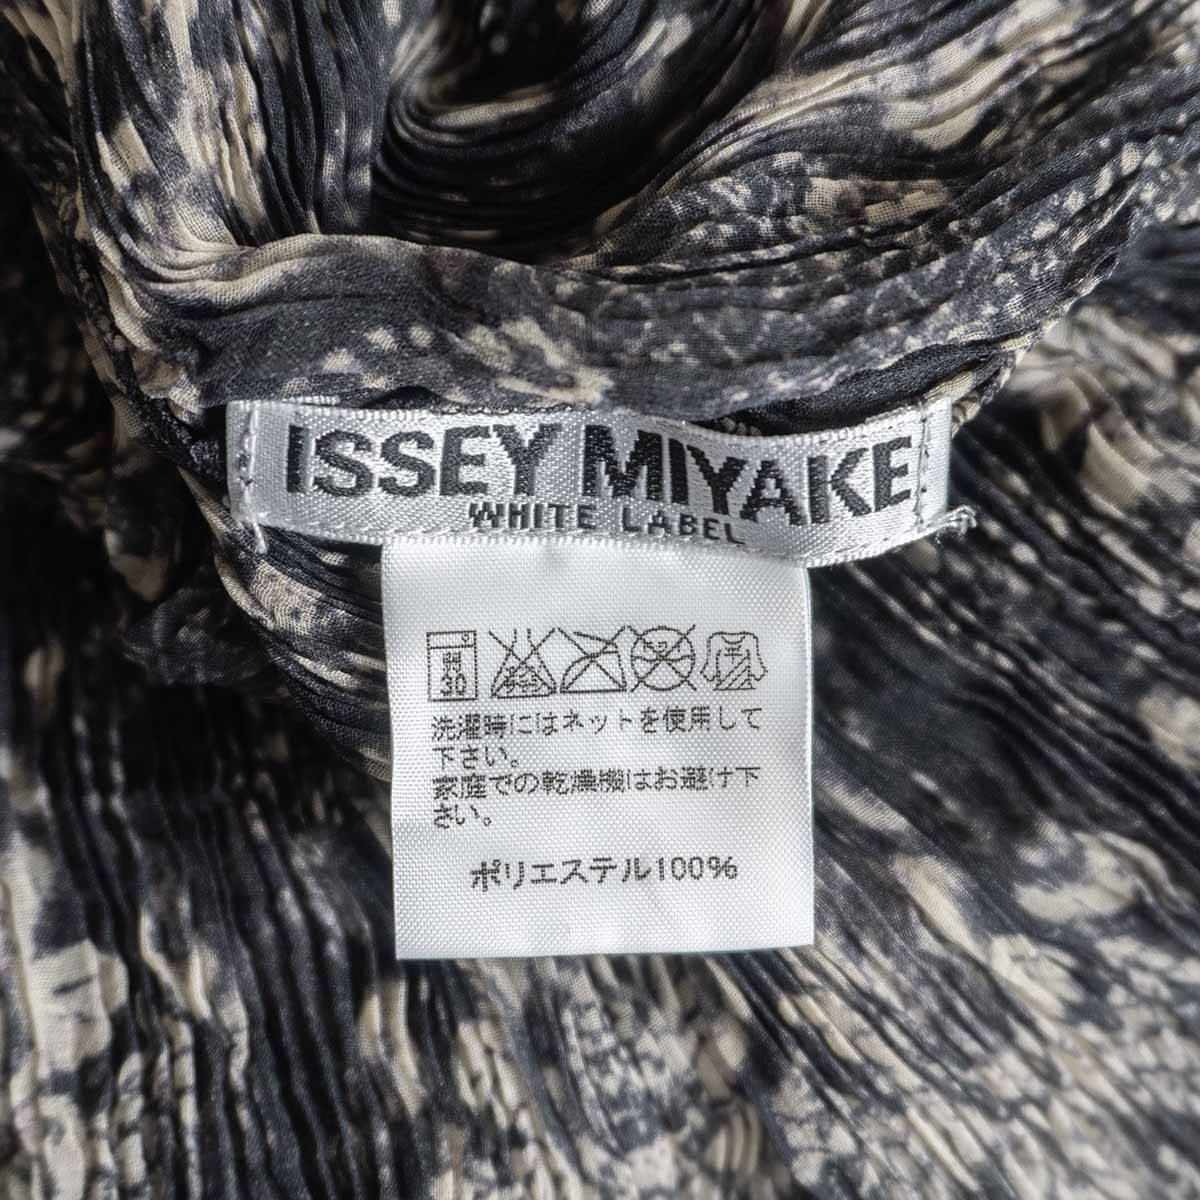 ISSEY MIYAKE
WHITE LABEL
洗濯時にはネットを使用して
下さい。
家庭での乾燥機はお避け下
さい。
ポリエステル100%